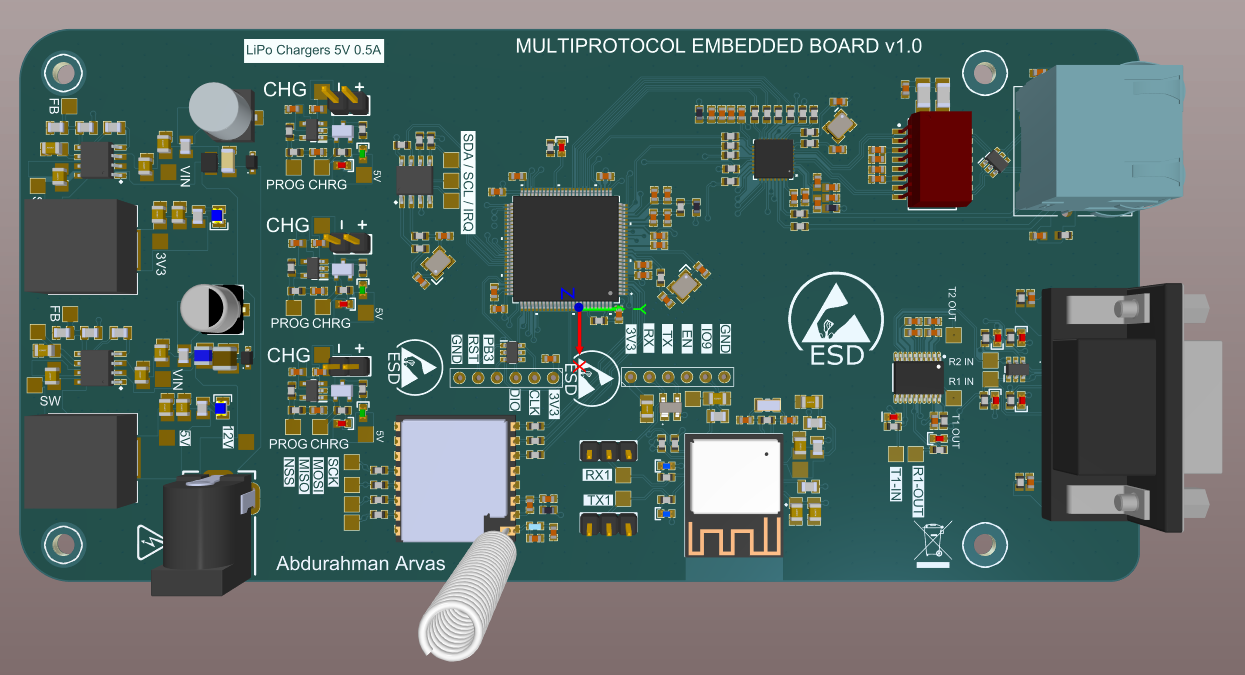 MULTIPROTOCOL EMBEDDED BOARD v1.0
LiPo Chargers 5V 0.5A
FB
VIN
3V3
FB
SW
VIN
5V
12V
CHG - +
PROG CHRG
5V
CHG - +
PROG CHRG
5V
CHG - +
PROG CHRG
5V
SDA / SCL / IRQ
NSS
MISO
MOSI
SCK
ESD
GND
RST
PB3
DIO
CLK
3V3
Z
Y
X
ESD
3V3
RX
TX
EN
IO9
GND
RX1
TX1
ESD
T2 OUT
R2 IN
R1 IN
T1 OUT
T1-IN
R1-OUT
Abdurahman Arvas